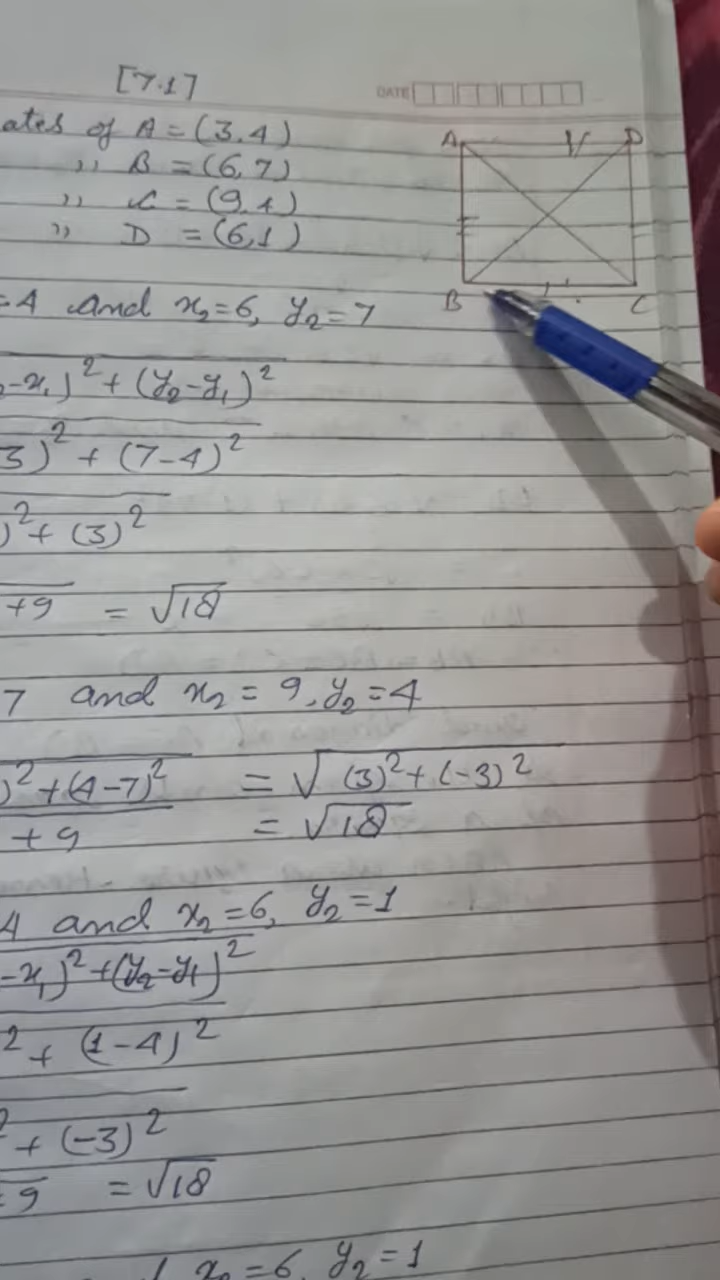 [7.1]
DATE
ates of A = (3,4)
,, B = (6,7)
,, C = (9,4)
,, D = (6,1)
A D
B C
=4 and x₂=6, y₂=7
-x₁)²+(y₂-y₁)²
3)²+(7-4)²
)²+(3)²
+9 = √18
7 and x₂=9, y₂=4
)²+(4-7)² = √(3)²+(-3)²
+9 = √18
4 and x₂=6, y₂=1
-x₁)²+(y₂-y₁)²
²+(1-4)²
²+(-3)²
9 = √18
x₂=6, y₂=1